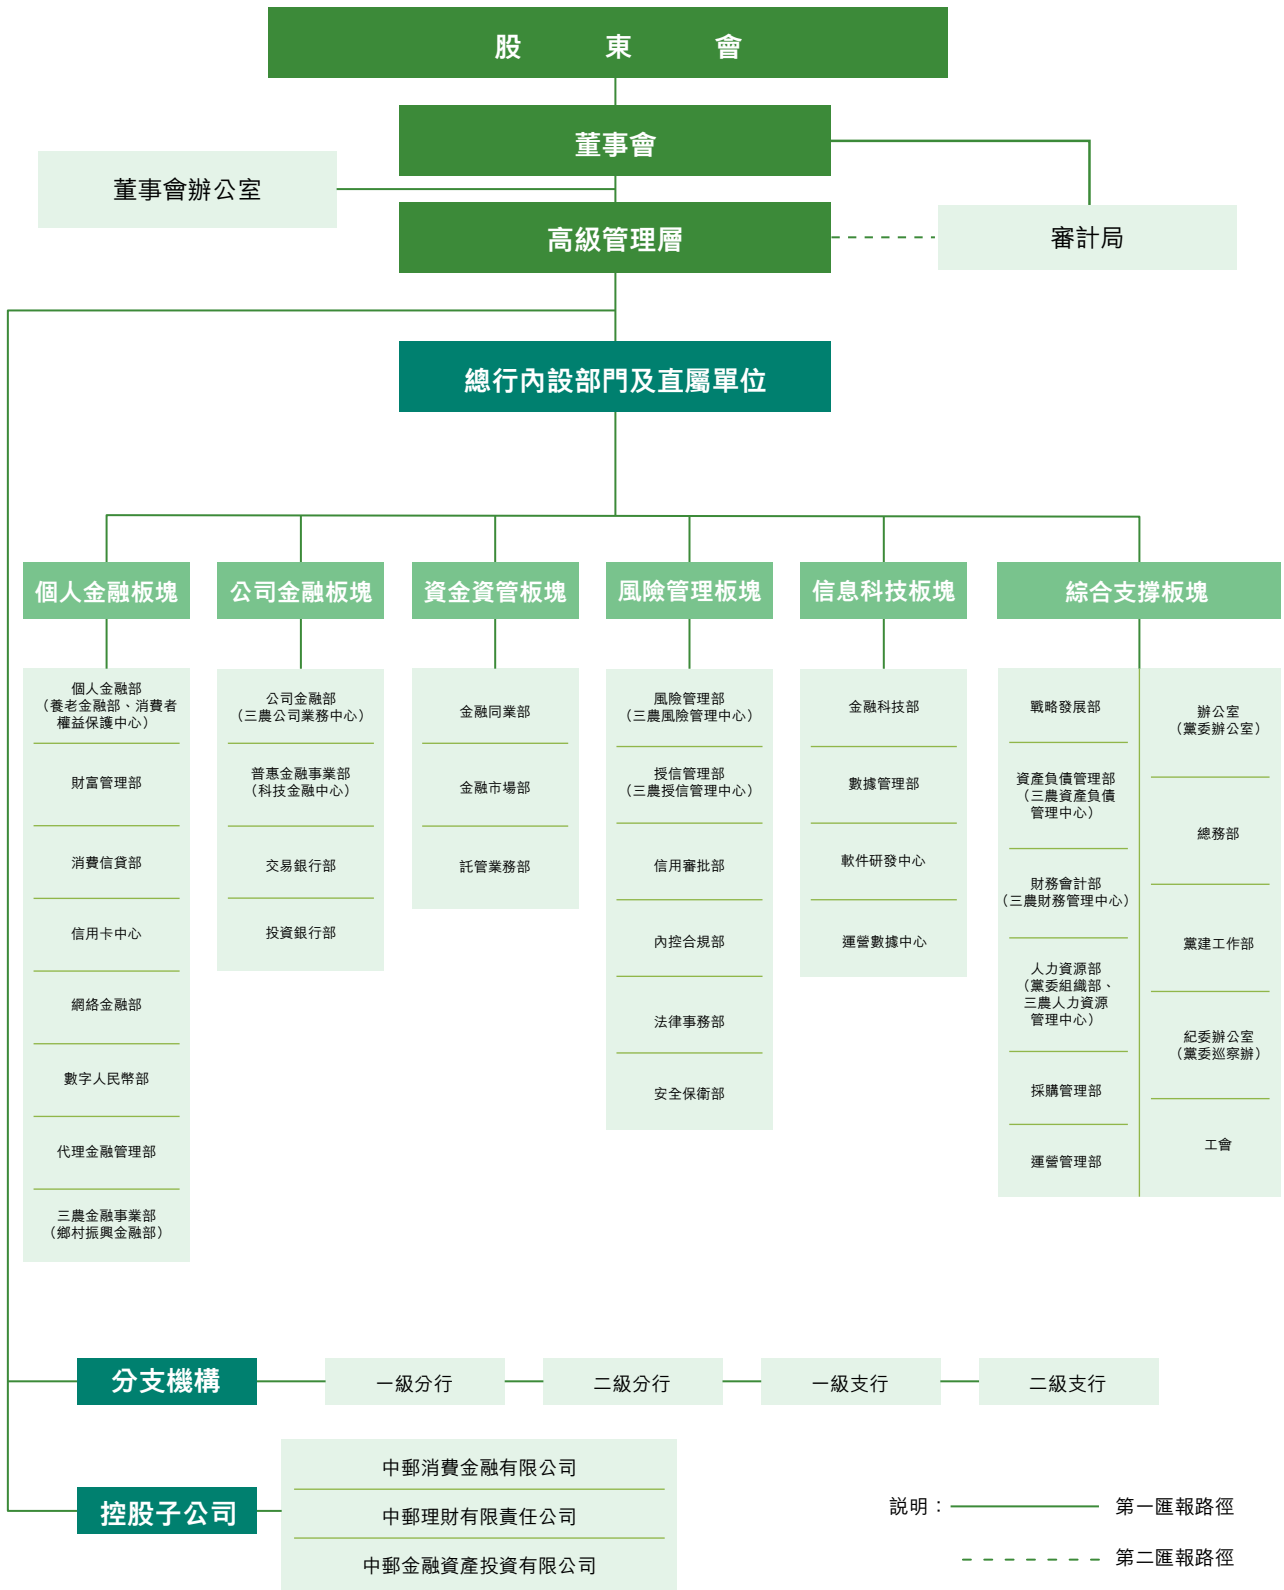 股東會
董事會
董事會辦公室
高級管理層
審計局
總行內設部門及直屬單位
個人金融板塊
公司金融板塊
資金資管板塊
風險管理板塊
信息科技板塊
綜合支撐板塊
個人金融部
（養老金融部、消費者
權益保護中心）
財富管理部
消費信貸部
信用卡中心
網絡金融部
數字人民幣部
代理金融管理部
三農金融事業部
（鄉村振興金融部）
公司金融部
（三農公司業務中心）
普惠金融事業部
（科技金融中心）
交易銀行部
投資銀行部
金融同業部
金融市場部
託管業務部
風險管理部
（三農風險管理中心）
授信管理部
（三農授信管理中心）
信用審批部
內控合規部
法律事務部
安全保衛部
金融科技部
數據管理部
軟件研發中心
運營數據中心
戰略發展部
資產負債管理部
（三農資產負債
管理中心）
財務會計部
（三農財務管理中心）
人力資源部
（黨委組織部、
三農人力資源
管理中心）
採購管理部
運營管理部
辦公室
（黨委辦公室）
總務部
黨建工作部
紀委辦公室
（黨委巡察辦）
工會
分支機構
一級分行
二級分行
一級支行
二級支行
控股子公司
中郵消費金融有限公司
中郵理財有限責任公司
中郵金融資產投資有限公司
説明：
第一匯報路徑
第二匯報路徑